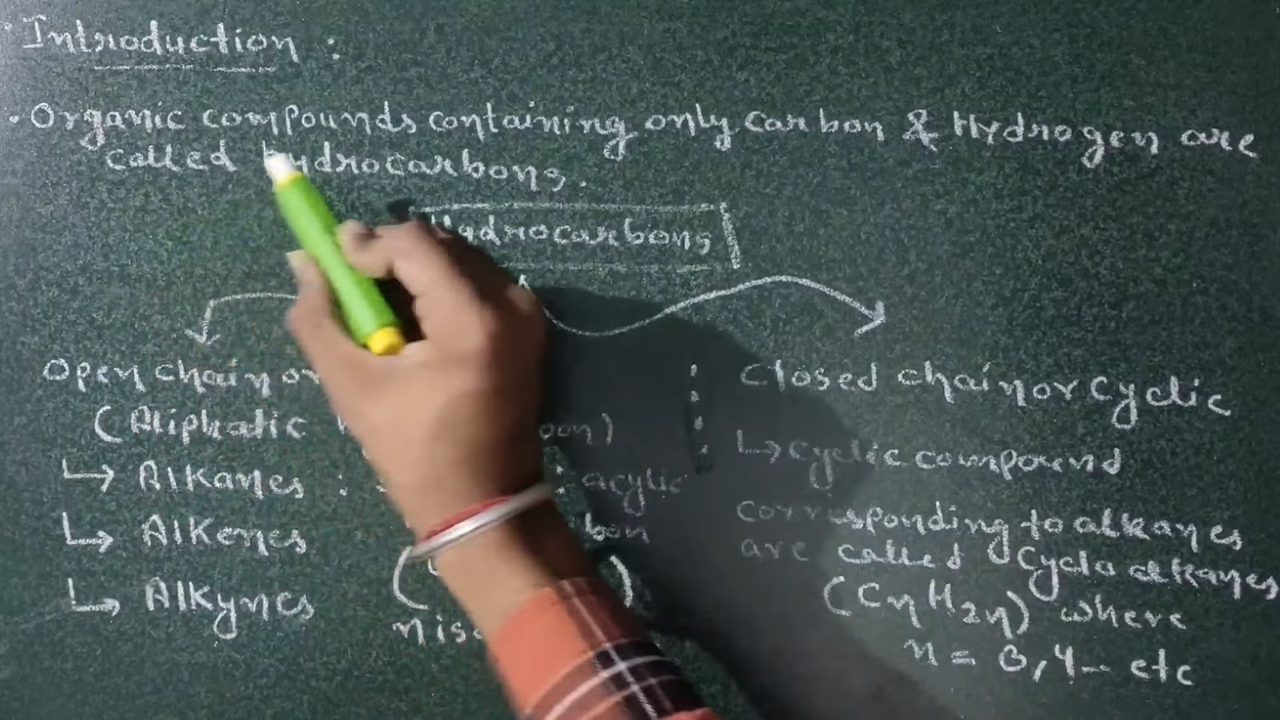 Introduction :
· Organic compounds containing only carbon & Hydrogen are
called hydrocarbons.
Hydrocarbons
Open chain or
(Aliphatic
↳ Alkanes : acylic
↳ Alkenes
↳ Alkynes (
)
Closed chain or cyclic
↳ cyclic compound
corresponding to alkanes
are called cyclo alkanes
(CnH2n) where
n = 3,4-- etc